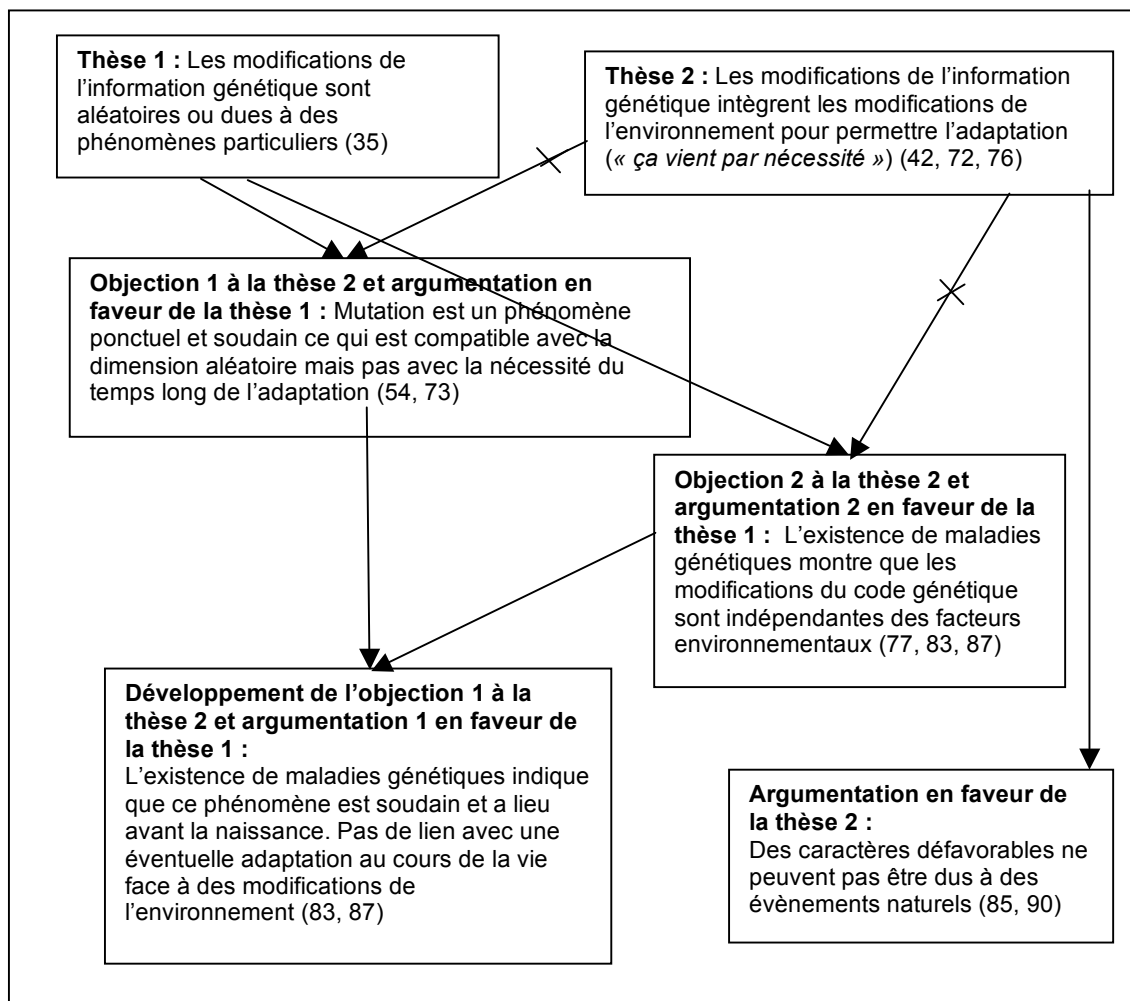 Thèse 1 : Les modifications de
l’information génétique sont
aléatoires ou dues à des
phénomènes particuliers (35)
Thèse 2 : Les modifications de l’information
génétique intègrent les modifications de
l’environnement pour permettre l’adaptation
(« ça vient par nécessité ») (42, 72, 76)
Objection 1 à la thèse 2 et argumentation en
faveur de la thèse 1 : Mutation est un phénomène
ponctuel et soudain ce qui est compatible avec la
dimension aléatoire mais pas avec la nécessité du
temps long de l’adaptation (54, 73)
Objection 2 à la thèse 2 et
argumentation 2 en faveur de la
thèse 1 : L’existence de maladies
génétiques montre que les
modifications du code génétique
sont indépendantes des facteurs
environnementaux (77, 83, 87)
Développement de l’objection 1 à la
thèse 2 et argumentation 1 en faveur de
la thèse 1 :
L’existence de maladies génétiques indique
que ce phénomène est soudain et a lieu
avant la naissance. Pas de lien avec une
éventuelle adaptation au cours de la vie
face à des modifications de
l’environnement (83, 87)
Argumentation en faveur de
la thèse 2 :
Des caractères défavorables ne
peuvent pas être dus à des
évènements naturels (85, 90)